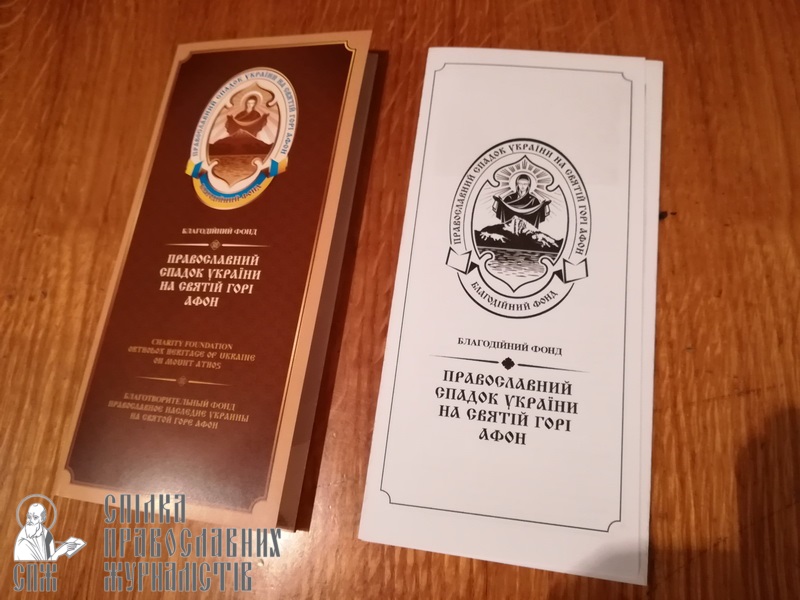 ПРАВОСЛАВНИЙ СПАДОК УКРАЇНИ НА СВЯТІЙ ГОРІ АФОН
БЛАГОДІЙНИЙ ФОНД
БЛАГОДІЙНИЙ ФОНД
ПРАВОСЛАВНИЙ
СПАДОК УКРАЇНИ
НА СВЯТІЙ ГОРІ
АФОН
CHARITY FOUNDATION
ORTHODOX HERITAGE OF UKRAINE
ON MOUNT ATHOS
БЛАГОТВОРИТЕЛЬНЫЙ ФОНД
ПРАВОСЛАВНОЕ НАСЛЕДИЕ УКРАИНЫ
НА СВЯТОЙ ГОРЕ АФОН
ПРАВОСЛАВНИЙ СПАДОК УКРАЇНИ НА СВЯТІЙ ГОРІ АФОН
БЛАГОДІЙНИЙ ФОНД
БЛАГОДІЙНИЙ ФОНД
ПРАВОСЛАВНИЙ
СПАДОК УКРАЇНИ
НА СВЯТІЙ ГОРІ
АФОН
СПІЛКА
ПРАВОСЛАВНИХ
ЖУРНАЛІСТІВ
СПЖ